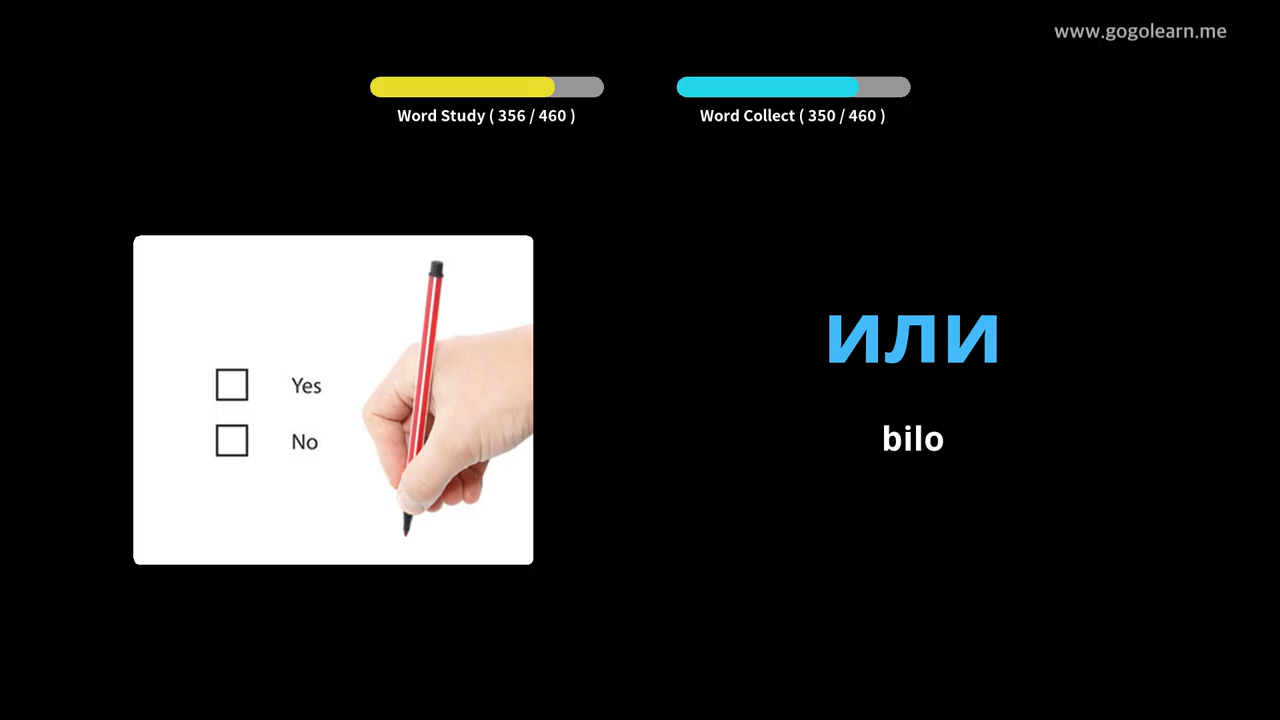 www.gogolearn.me
Word Study ( 356 / 460 )
Word Collect ( 350 / 460 )
Yes
No
или
bilo